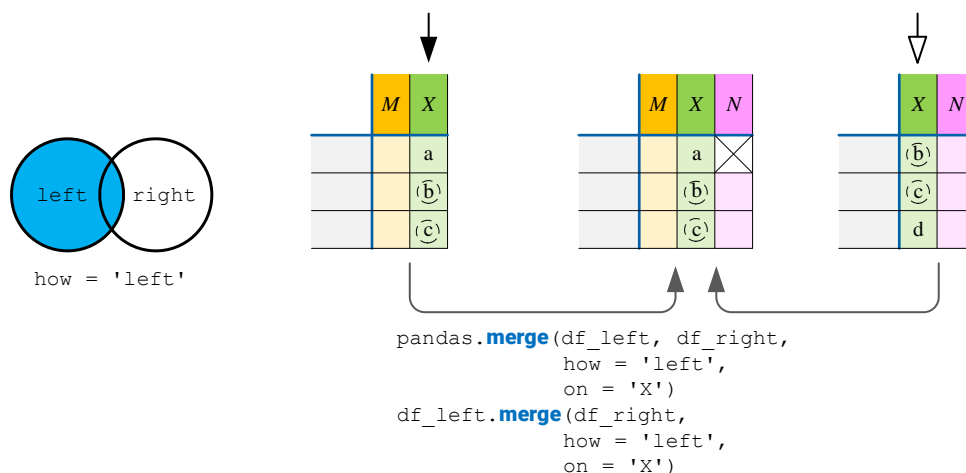 M X
M X N
X N
a
a
b
b
b
c
left right
c
c
d
how = 'left'
pandas.merge(df_left, df_right,
how = 'left',
on = 'X')
df_left.merge(df_right,
how = 'left',
on = 'X')